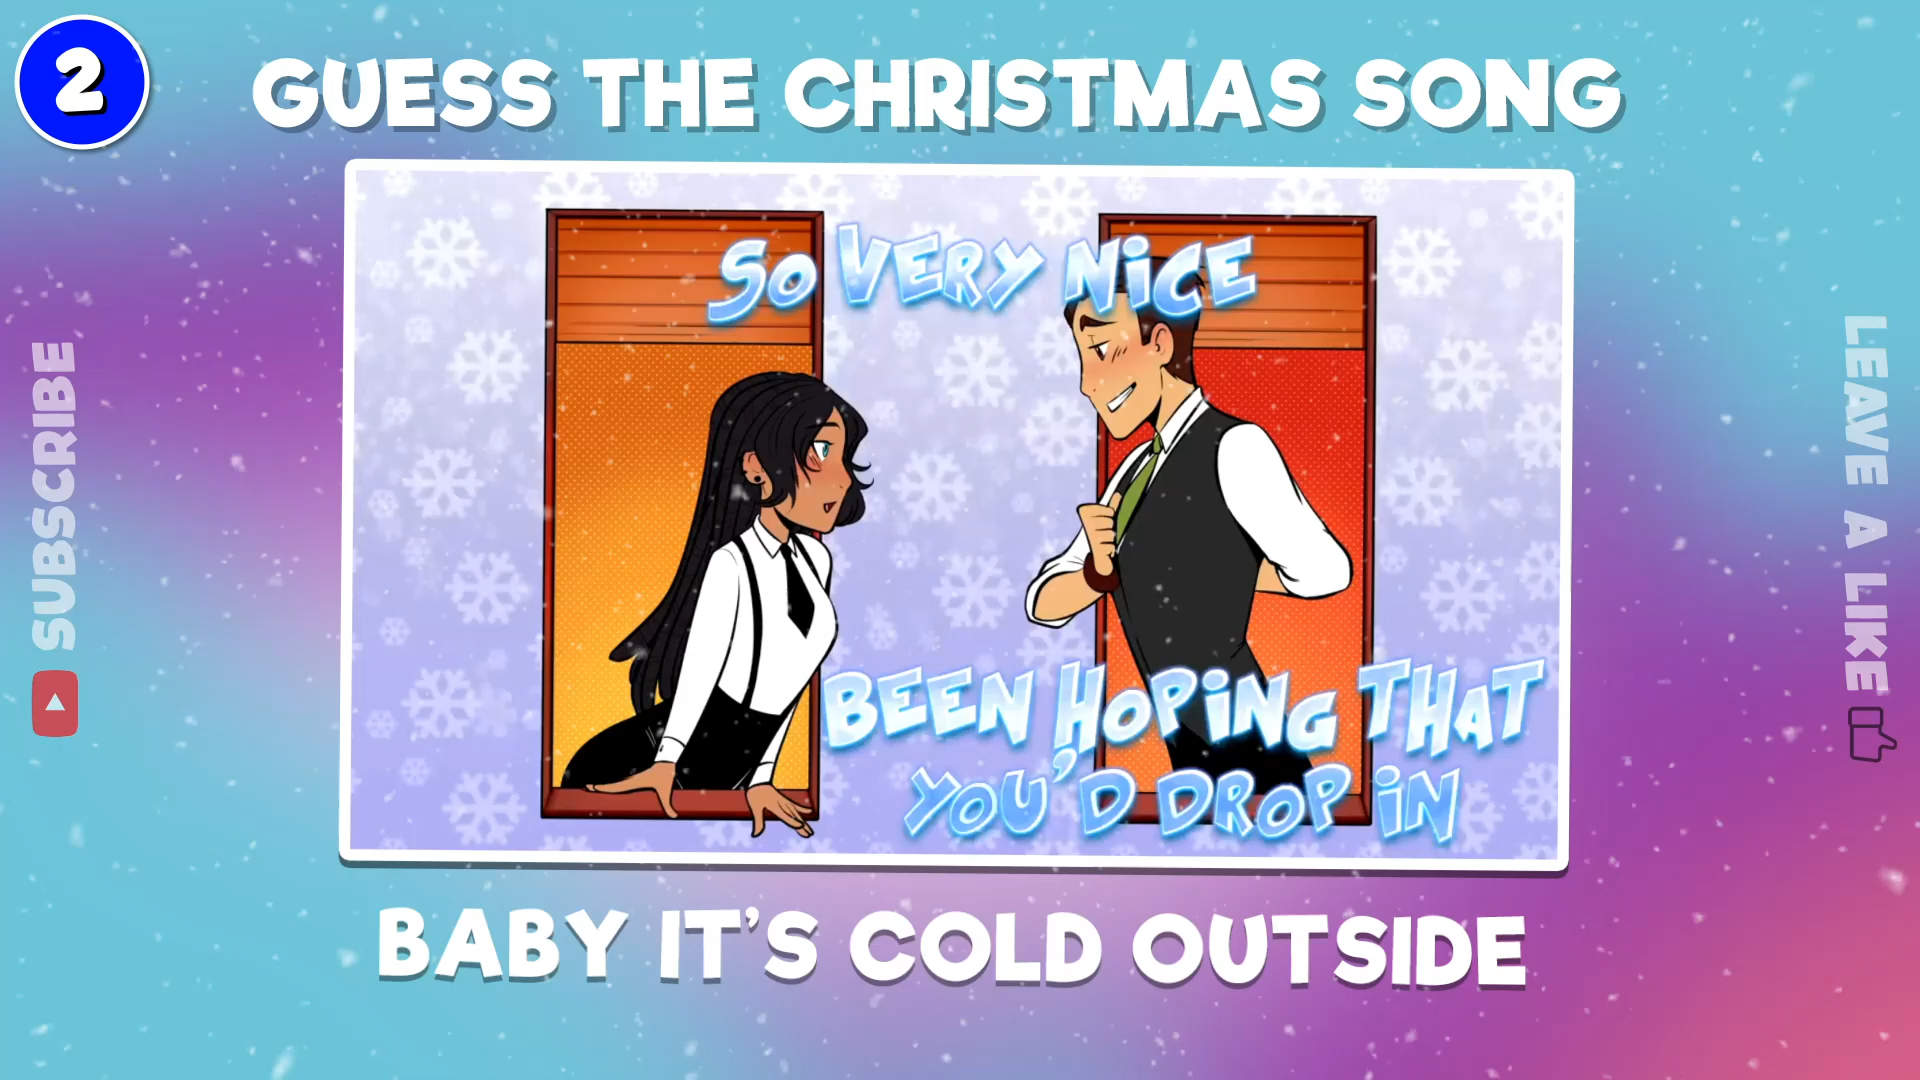 2
GUESS THE CHRISTMAS SONG
SO VERY NICE
BEEN HOPING THAT
YOU'D DROP IN
BABY IT'S COLD OUTSIDE
SUBSCRIBE
LEAVE A LIKE